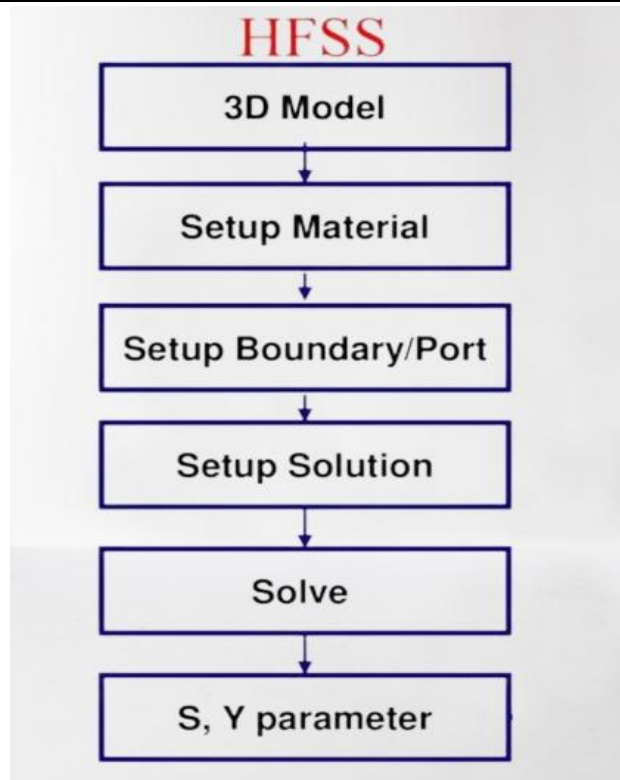 HFSS
3D Model
Setup Material
Setup Boundary/Port
Setup Solution
Solve
S, Y parameter